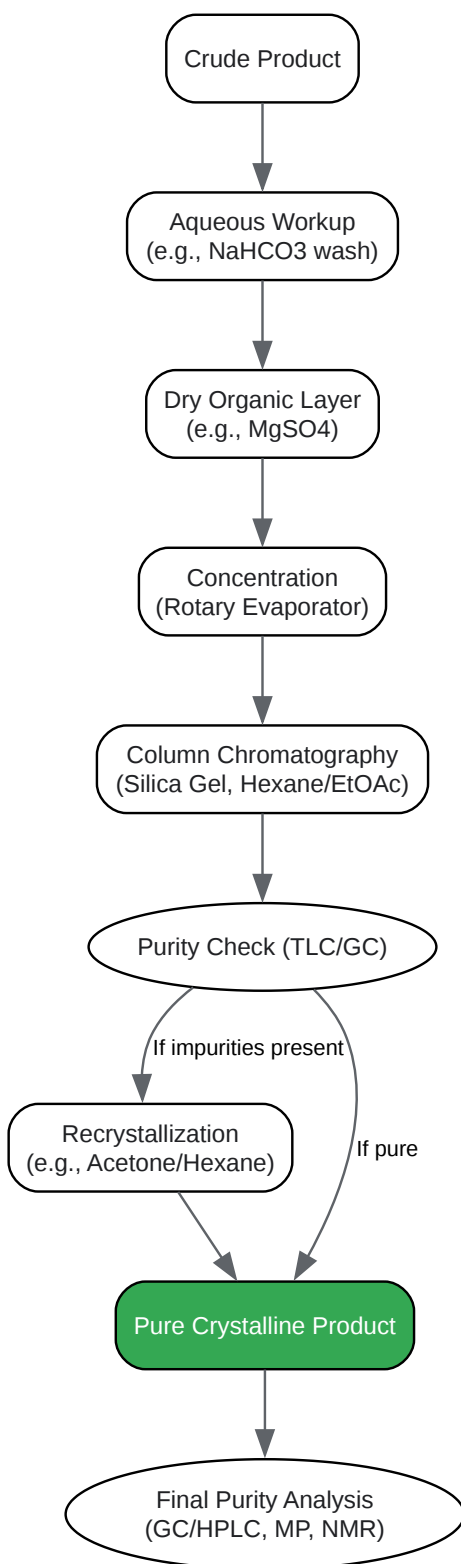 Crude Product
Aqueous Workup
(e.g., NaHCO3 wash)
Dry Organic Layer
(e.g., MgSO4)
Concentration
(Rotary Evaporator)
Column Chromatography
(Silica Gel, Hexane/EtOAc)
Purity Check (TLC/GC)
If impurities present
Recrystallization
(e.g., Acetone/Hexane)
If pure
Pure Crystalline Product
Final Purity Analysis
(GC/HPLC, MP, NMR)